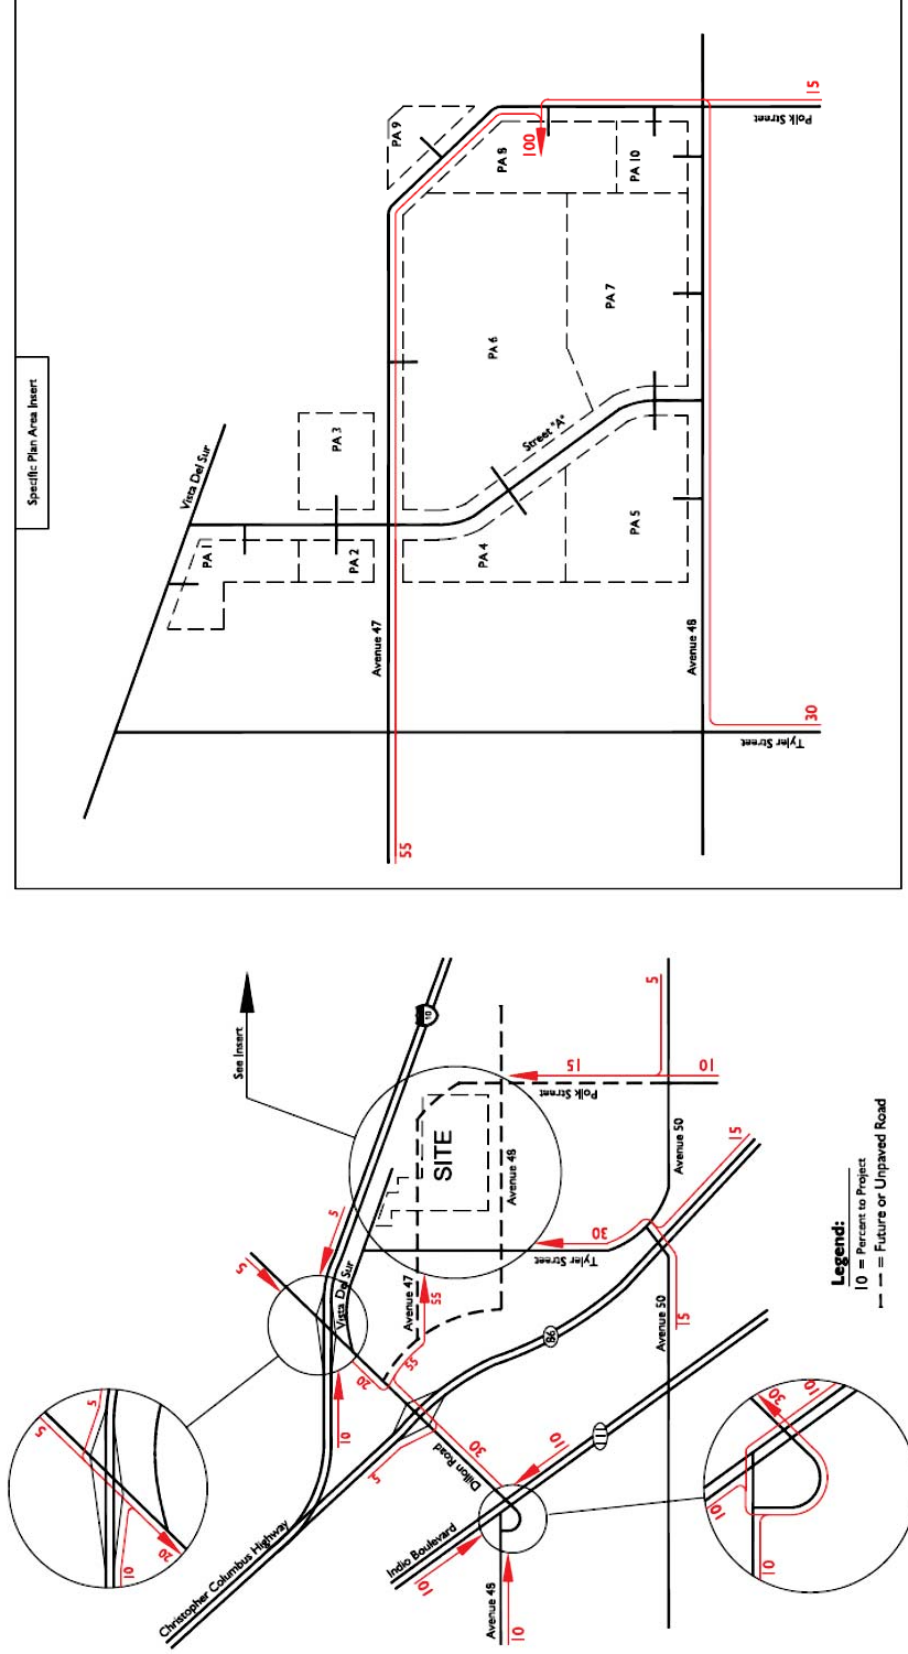 Specific Plan Area Insert
Vista Del Sur
PA 1
PA 2
PA 3
PA 9
Avenue 47
55
PA 4
PA 5
PA 6
PA 7
PA 8
PA 10
Street "A"
100
Avenue 48
Tyler Street
30
Polk Street
15
See Insert
10
SITE
5
5
20
10
5
5
Vista Del Sur
10
20
55
Avenue 47
55
Avenue 48
Christopher Columbus Highway
5
Dillon Road
30
Indio Boulevard
10
10
Avenue 48
10
86
111
Tyler Street
30
Polk Street
15
5
10
Avenue 50
15
Avenue 50
15
10
10
30
10
Legend:
10 = Percent to Project
— — = Future or Unpaved Road